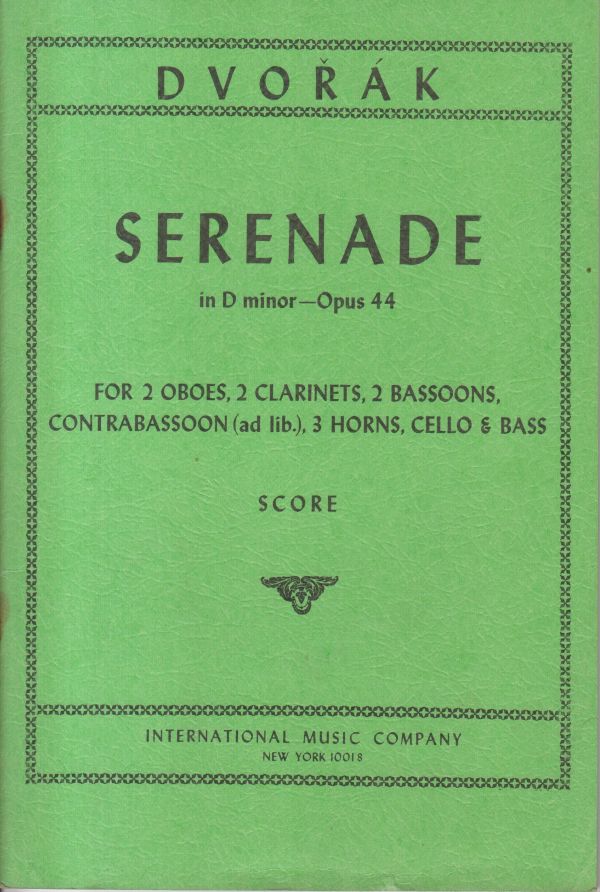 DVOŘÁK
SERENADE
in D minor—Opus 44
FOR 2 OBOES, 2 CLARINETS, 2 BASSOONS,
CONTRABASSOON (ad lib.), 3 HORNS, CELLO & BASS
SCORE
INTERNATIONAL MUSIC COMPANY
NEW YORK 10018